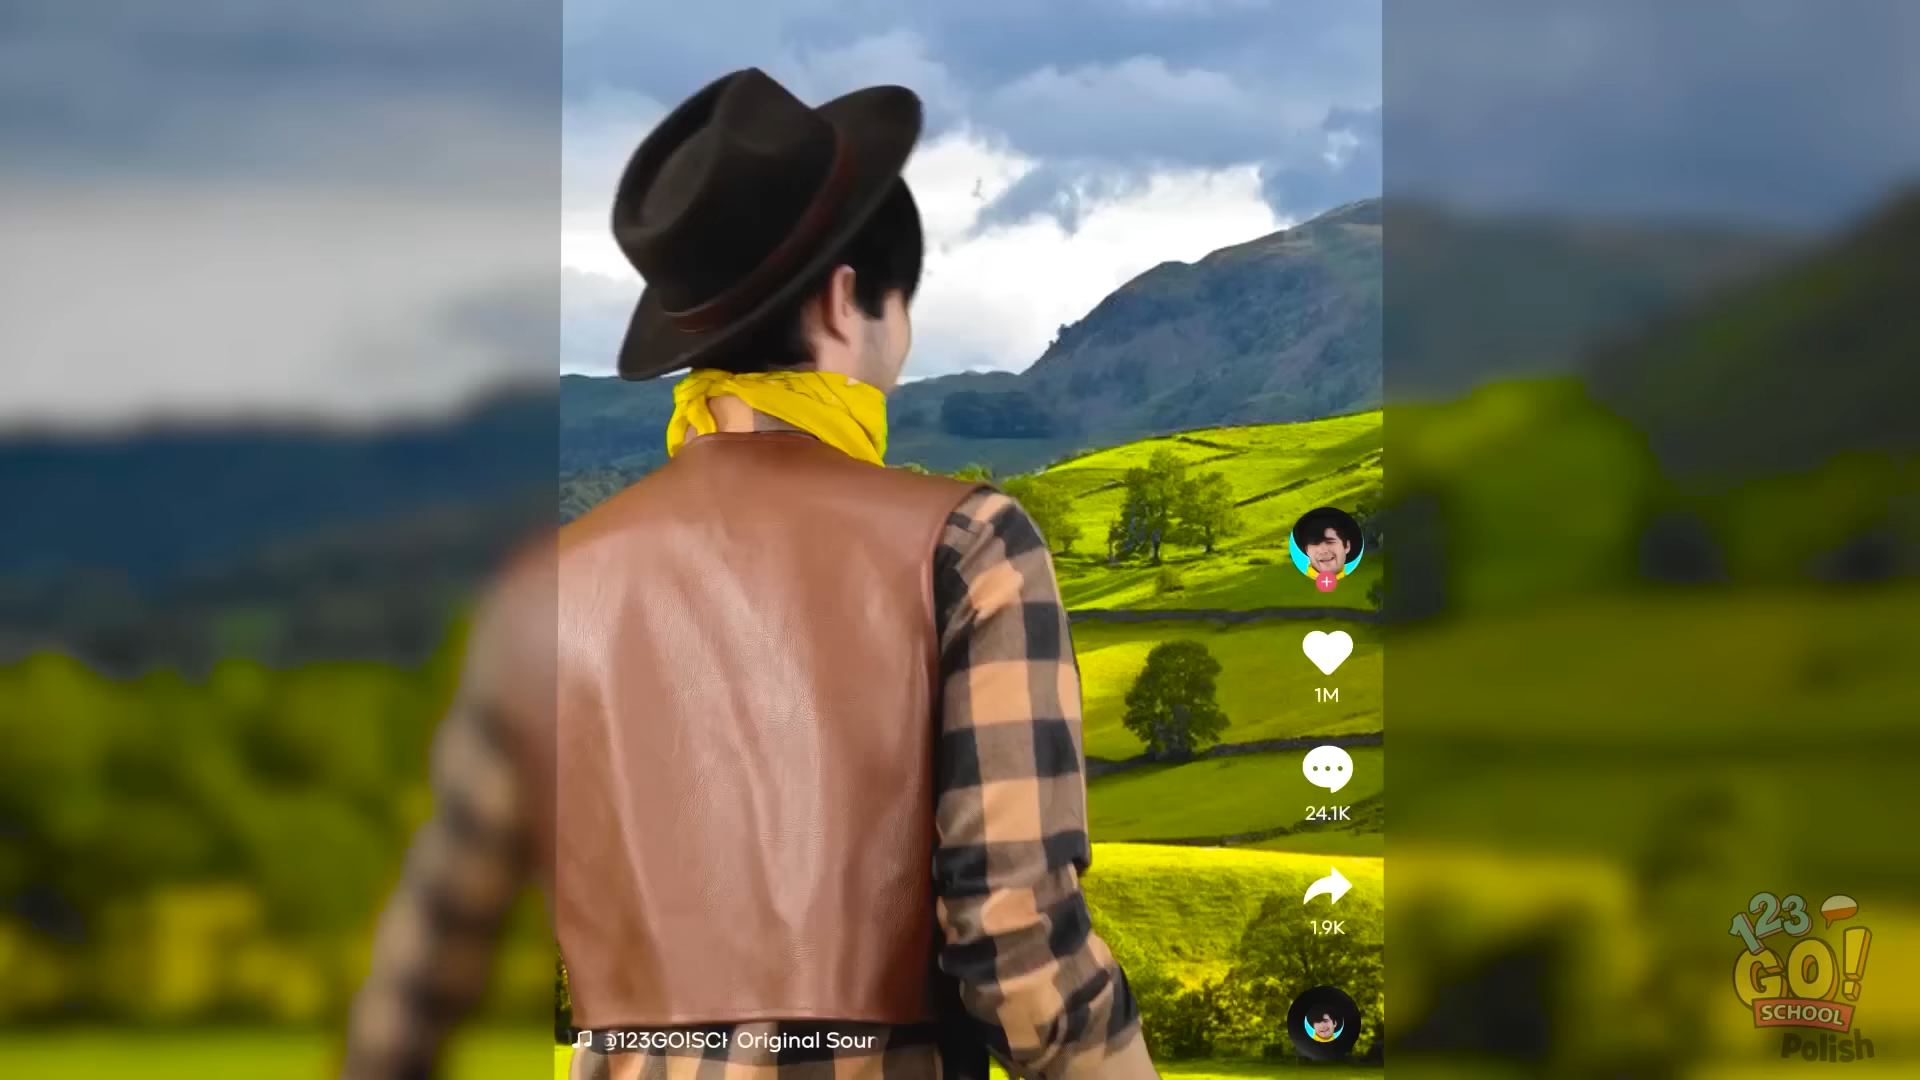 1M
24.1K
1.9K
@123GO!SCH Original Sour
123
GO!
SCHOOL
Polish